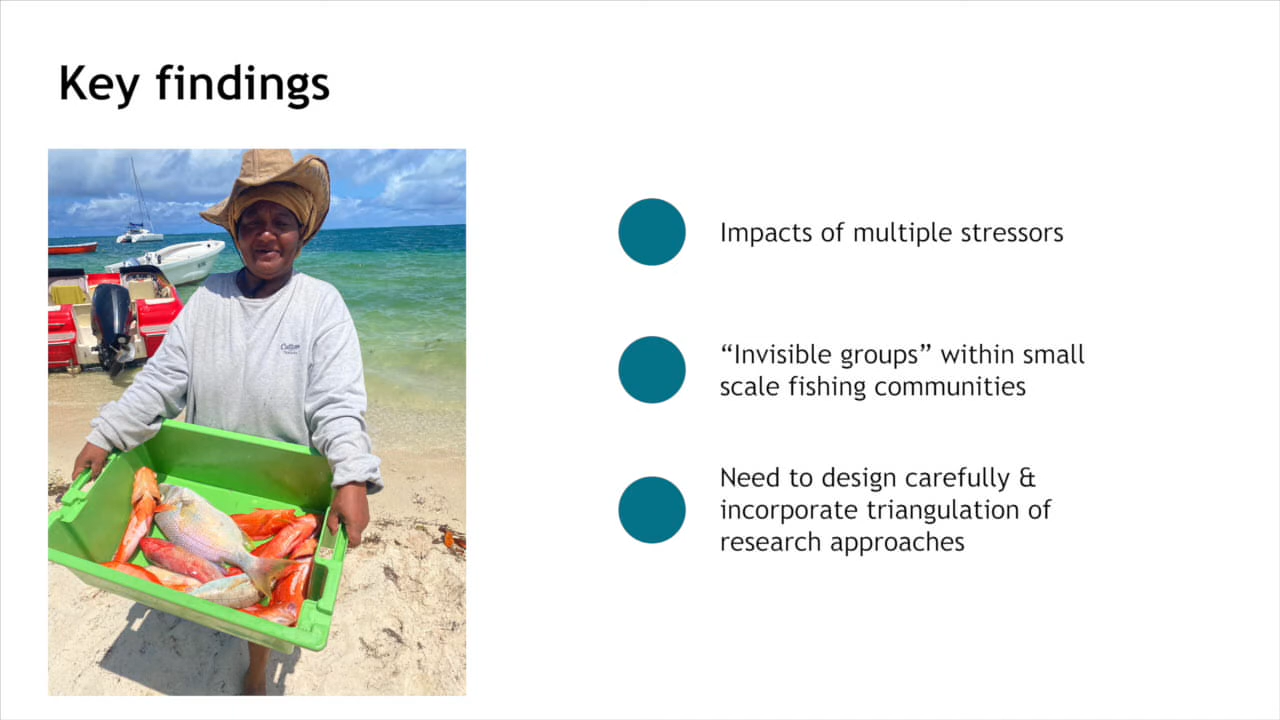 Key findings
Impacts of multiple stressors
“Invisible groups” within small
scale fishing communities
Need to design carefully &
incorporate triangulation of
research approaches